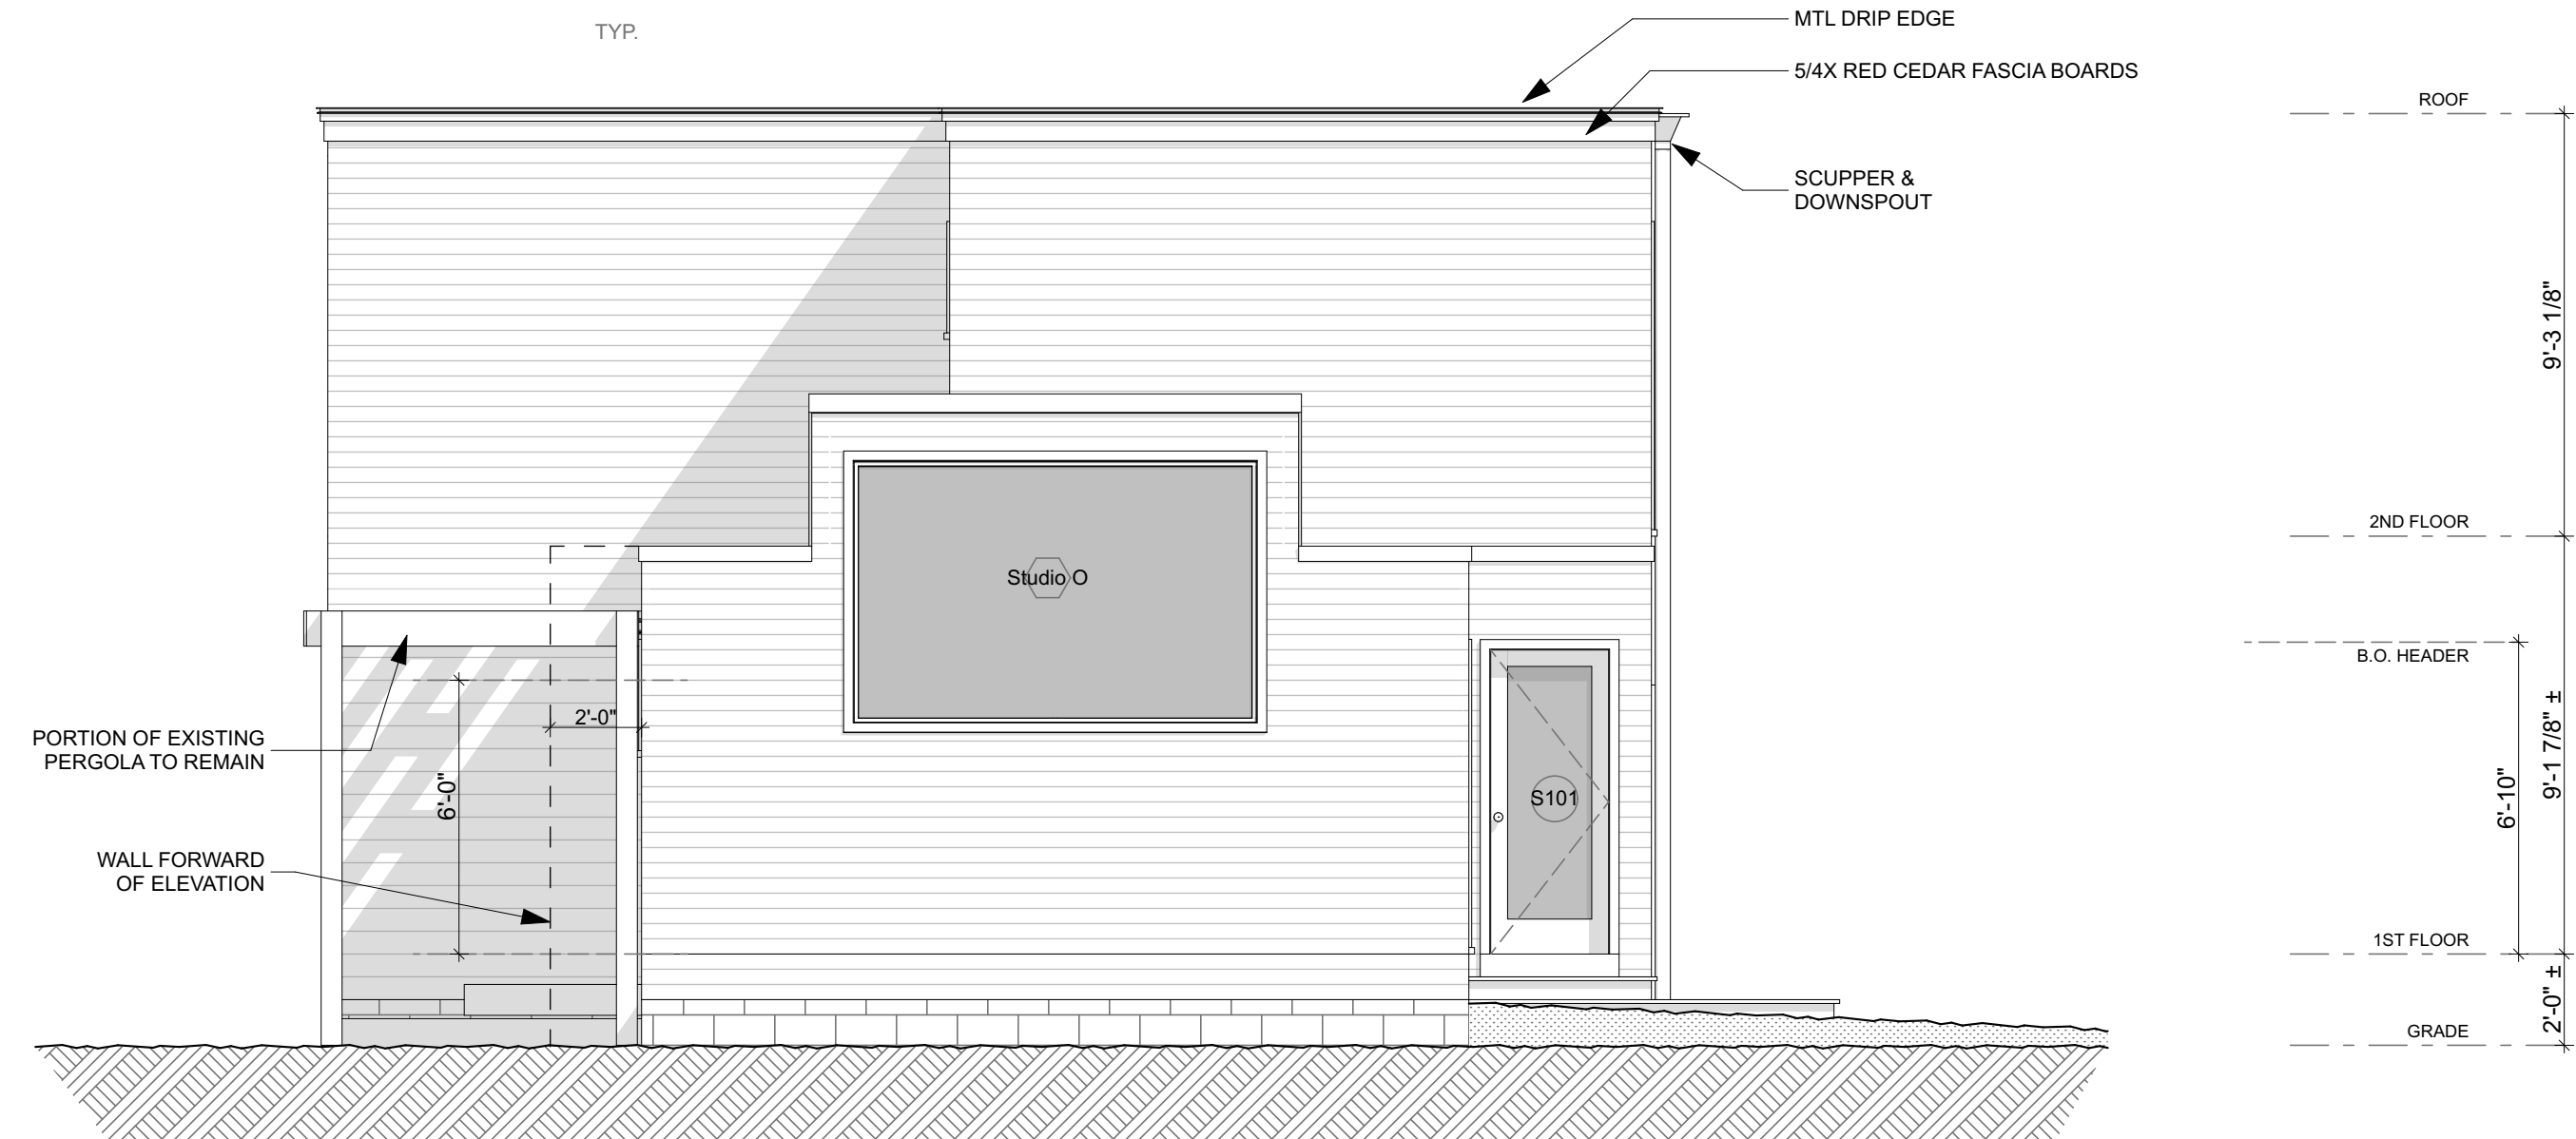 TYP.
MTL DRIP EDGE
5/4X RED CEDAR FASCIA BOARDS
ROOF
SCUPPER &
DOWNSPOUT
9'-3 1/8"
2ND FLOOR
Studio O
B.O. HEADER
PORTION OF EXISTING
PERGOLA TO REMAIN
2'-0"
6'-0"
S101
6'-10"
9'-1 7/8" ±
WALL FORWARD
OF ELEVATION
1ST FLOOR
2'-0" ±
GRADE